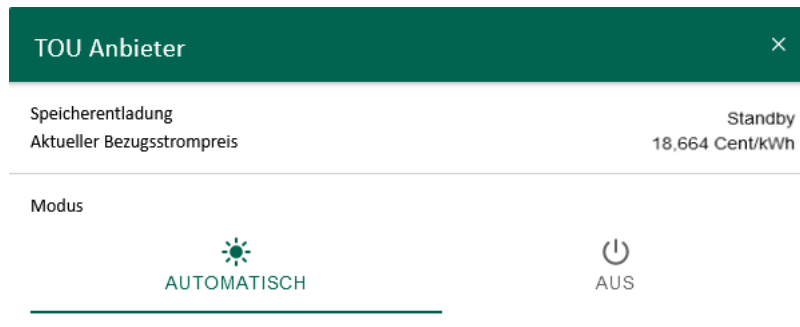 TOU Anbieter
Speicherentladung Standby
Aktueller Bezugsstrompreis 18,664 Cent/kWh
Modus
AUTOMATISCH AUS